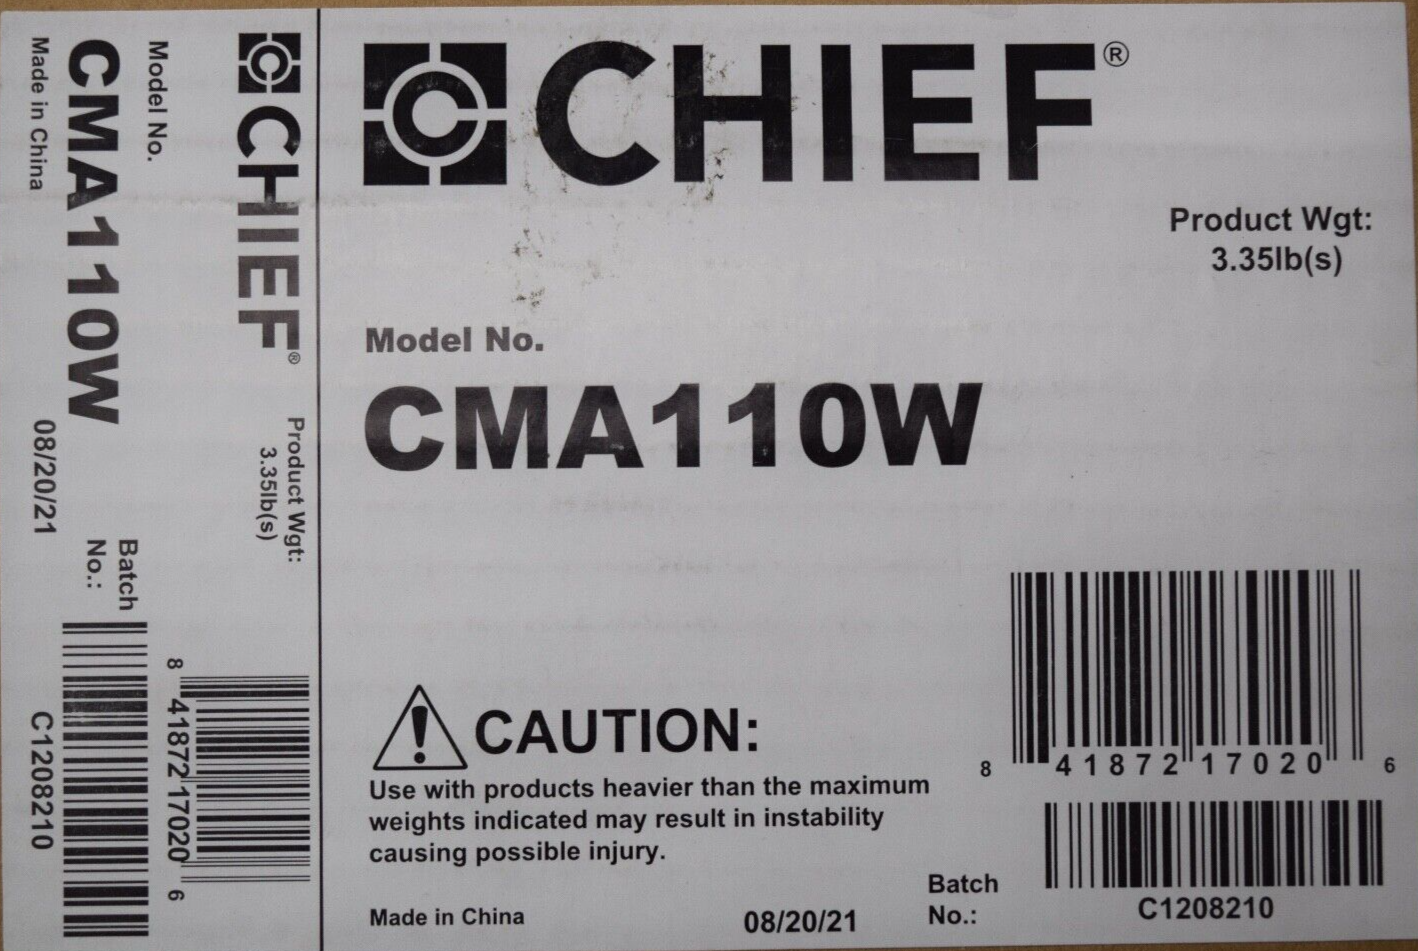 CHIEF®
Product Wgt:
3.35lb(s)
Model No.
CMA110W
CAUTION:
Use with products heavier than the maximum
weights indicated may result in instability
causing possible injury.
Made in China
08/20/21
Batch
No.:
8 41872 17020 6
C1208210
CHIEF®
Product Wgt:
3.35lb(s)
Model No.
CMA110W
Made in China
08/20/21
Batch
No.:
8 41872 17020 6
C1208210